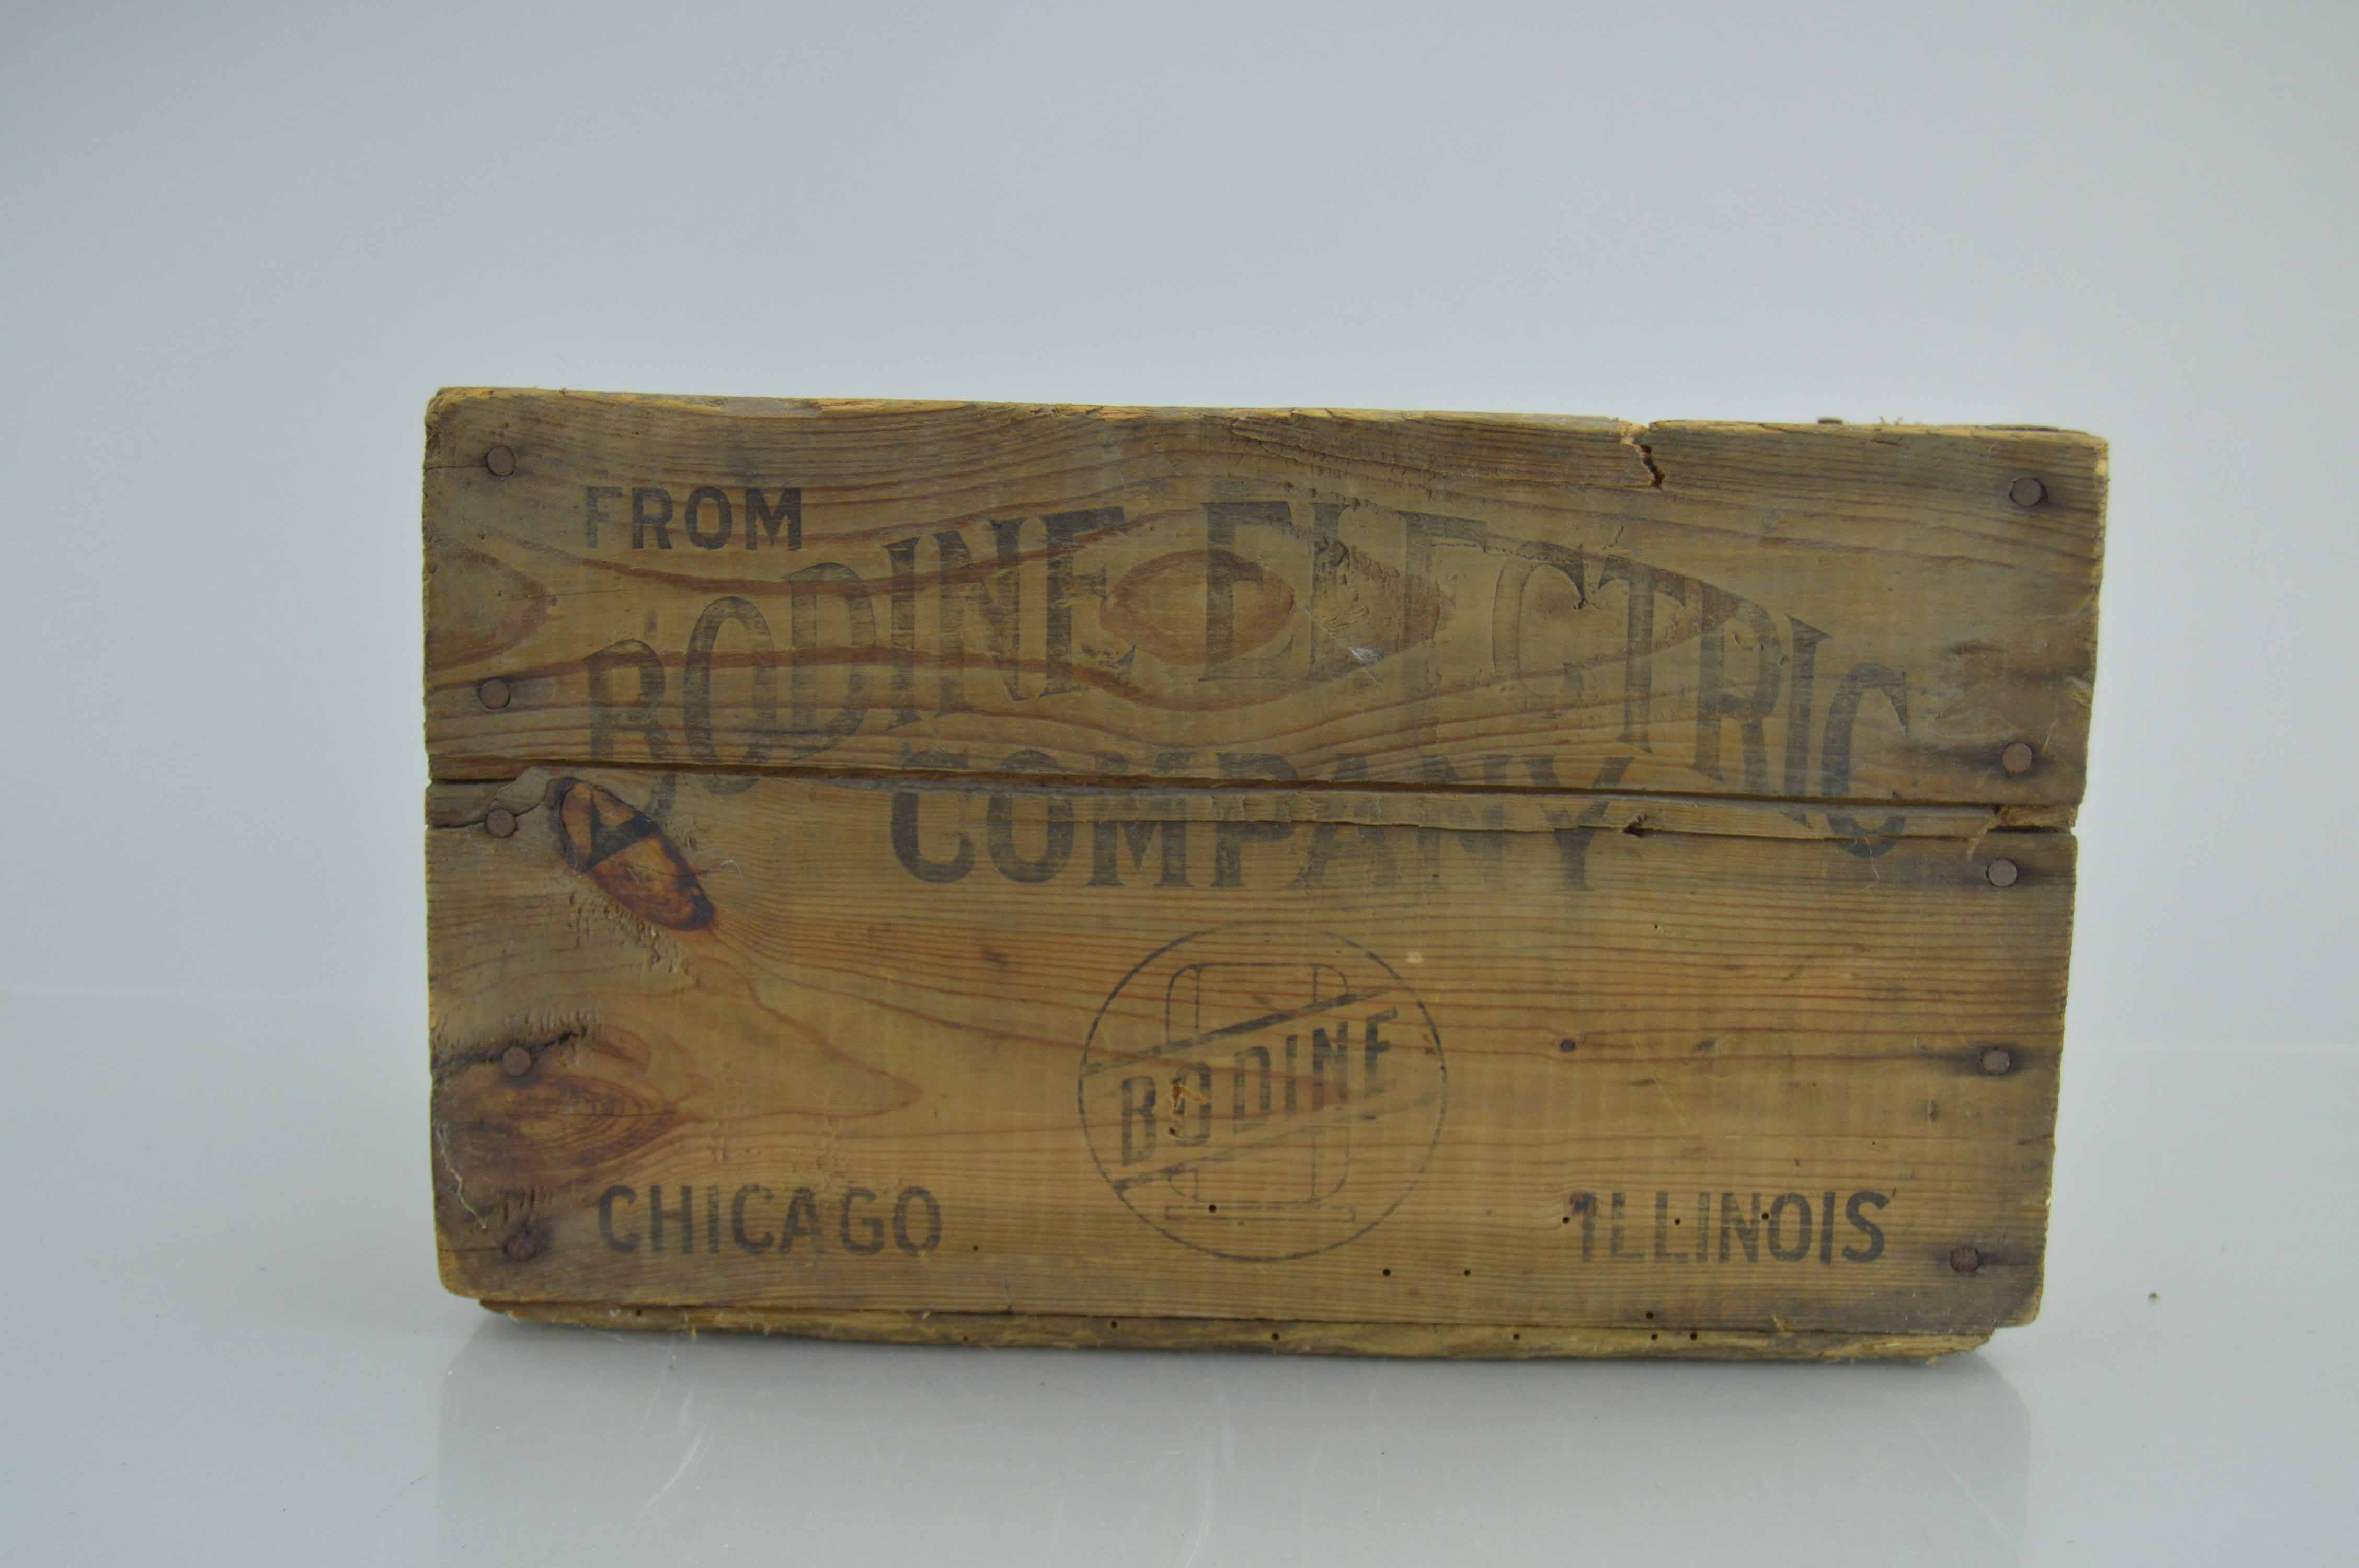 FROM
BODINE ELECTRIC
COMPANY
BODINE
CHICAGO ILLINOIS